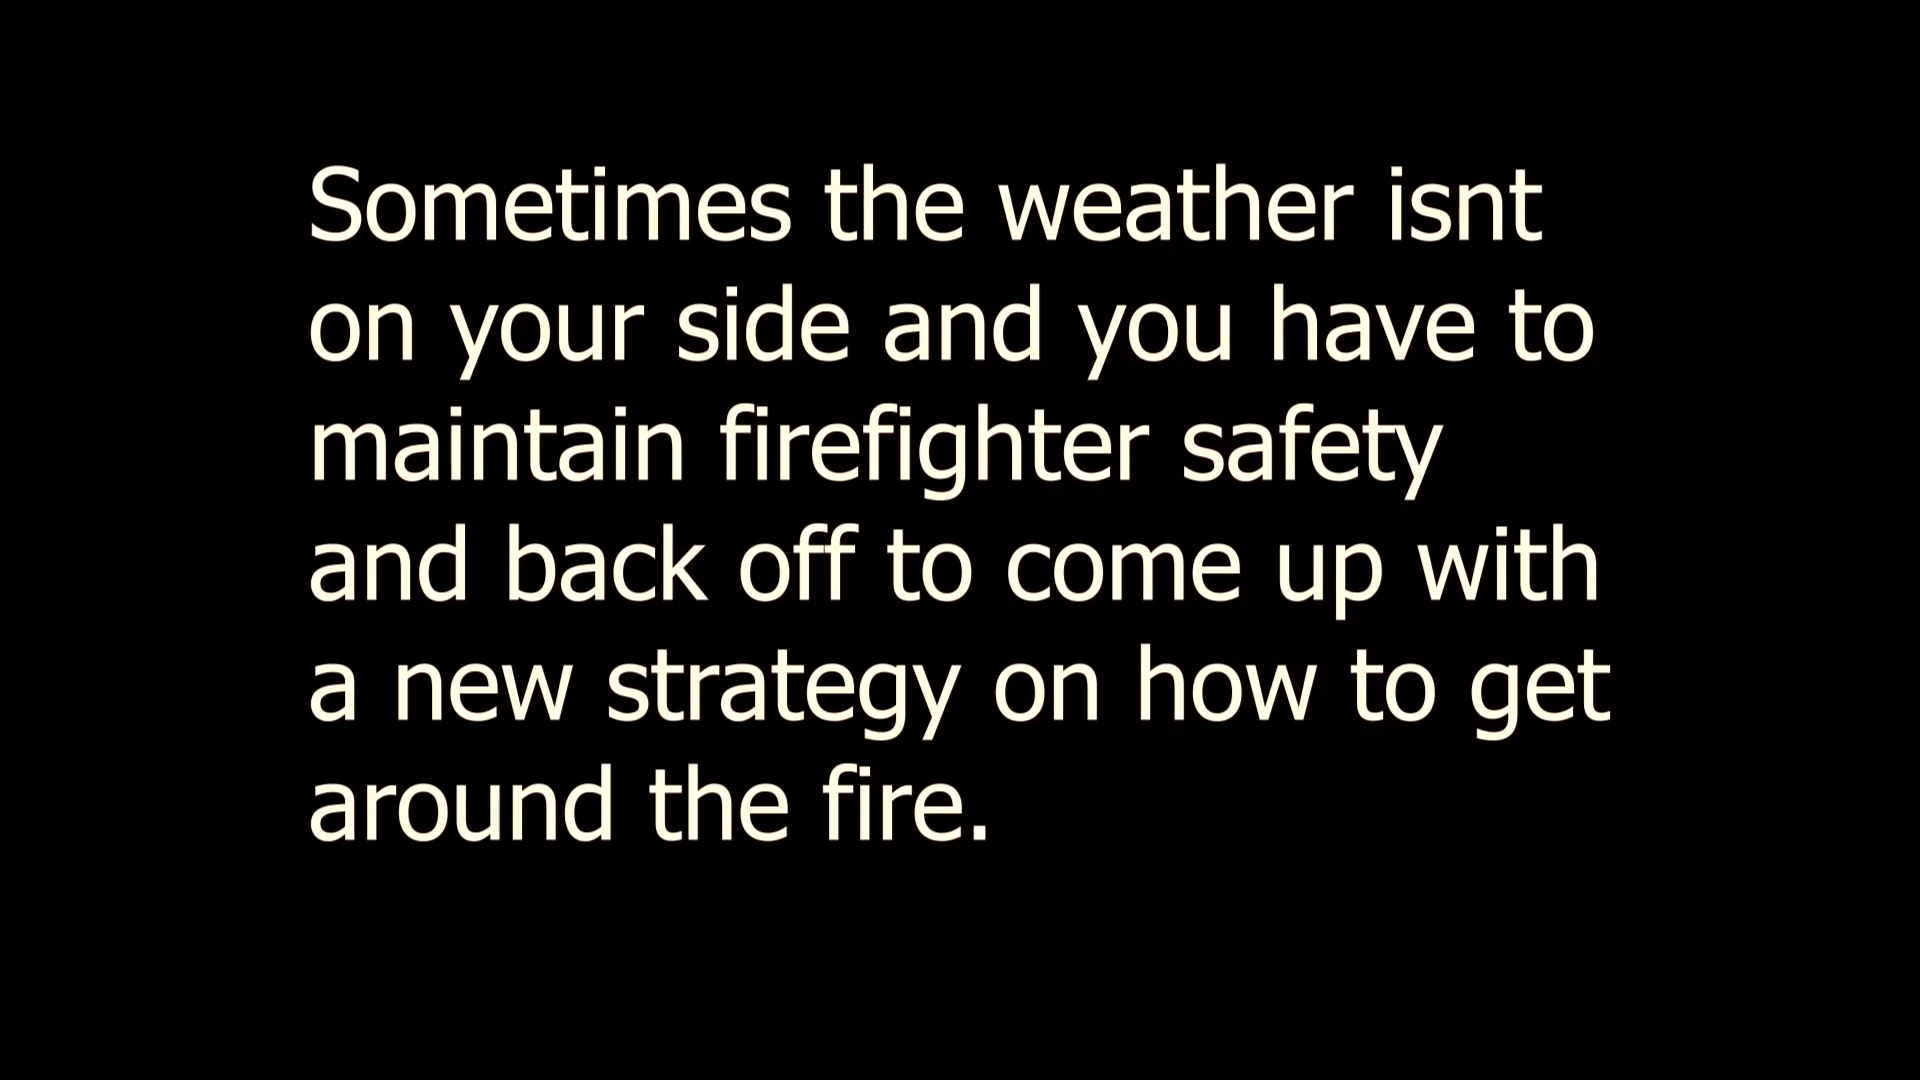 Sometimes the weather isnt
on your side and you have to
maintain firefighter safety
and back off to come up with
a new strategy on how to get
around the fire.